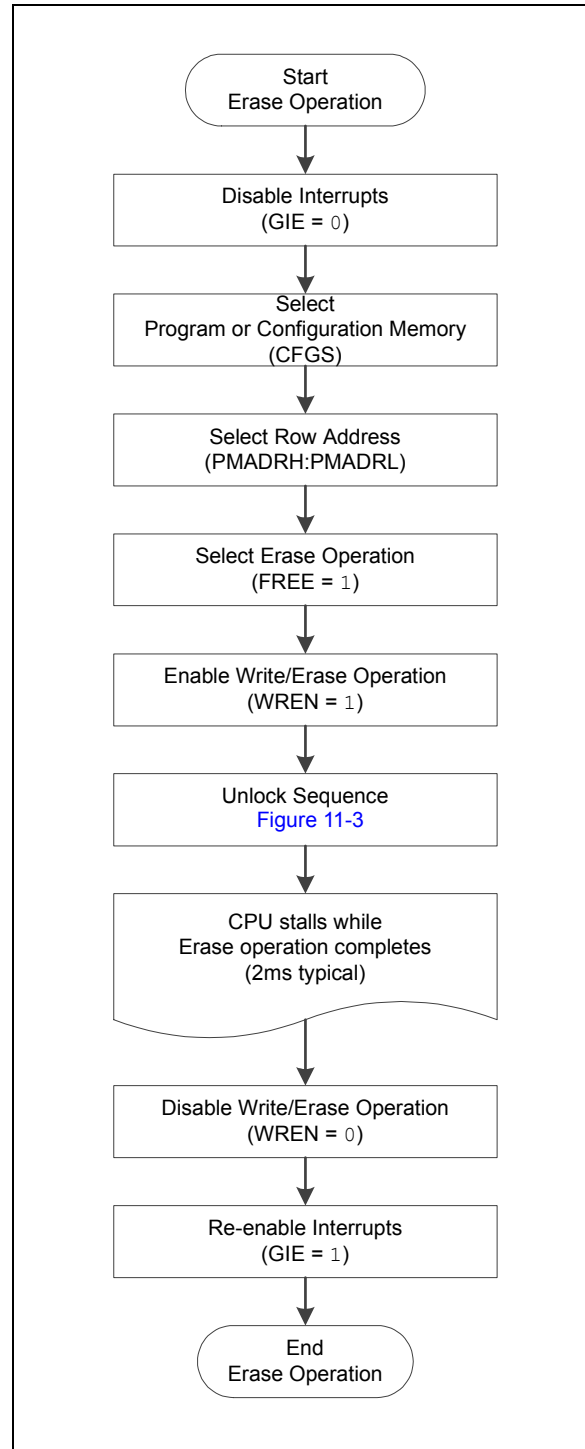 Start
Erase Operation
Disable Interrupts
(GIE = 0)
Select
Program or Configuration Memory
(CFGS)
Select Row Address
(PMADRH:PMADRL)
Select Erase Operation
(FREE = 1)
Enable Write/Erase Operation
(WREN = 1)
Unlock Sequence
Figure 11-3
CPU stalls while
Erase operation completes
(2ms typical)
Disable Write/Erase Operation
(WREN = 0)
Re-enable Interrupts
(GIE = 1)
End
Erase Operation